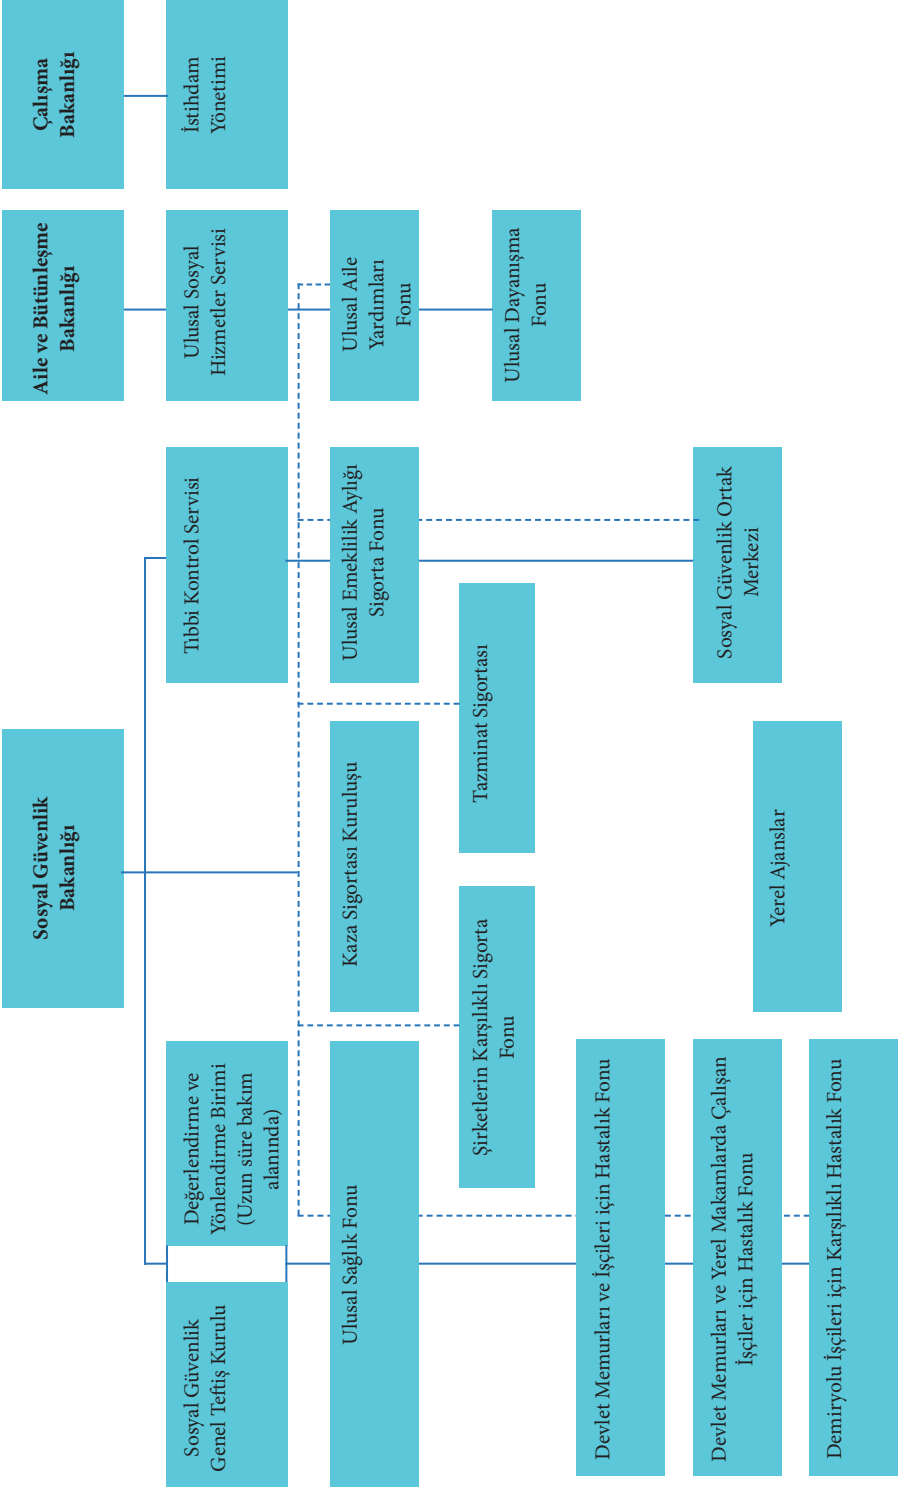 Sosyal Güvenlik
Bakanlığı
Aile ve Bütünleşme
Bakanlığı
Çalışma
Bakanlığı
Sosyal Güvenlik
Genel Teftiş Kurulu
Değerlendirme ve
Yönlendirme Birimi
(Uzun süre bakım
alanında)
Tıbbi Kontrol Servisi
Ulusal Sosyal
Hizmetler Servisi
İstihdam
Yönetimi
Ulusal Sağlık Fonu
Kaza Sigortası Kuruluşu
Ulusal Emeklilik Aylığı
Sigorta Fonu
Ulusal Aile
Yardımları
Fonu
Şirketlerin Karşılıklı Sigorta
Fonu
Tazminat Sigortası
Ulusal Dayanışma
Fonu
Devlet Memurları ve İşçileri için Hastalık Fonu
Devlet Memurları ve Yerel Makamlarda Çalışan
İşçiler için Hastalık Fonu
Sosyal Güvenlik Ortak
Merkezi
Yerel Ajanslar
Demiryolu İşçileri için Karşılıklı Hastalık Fonu